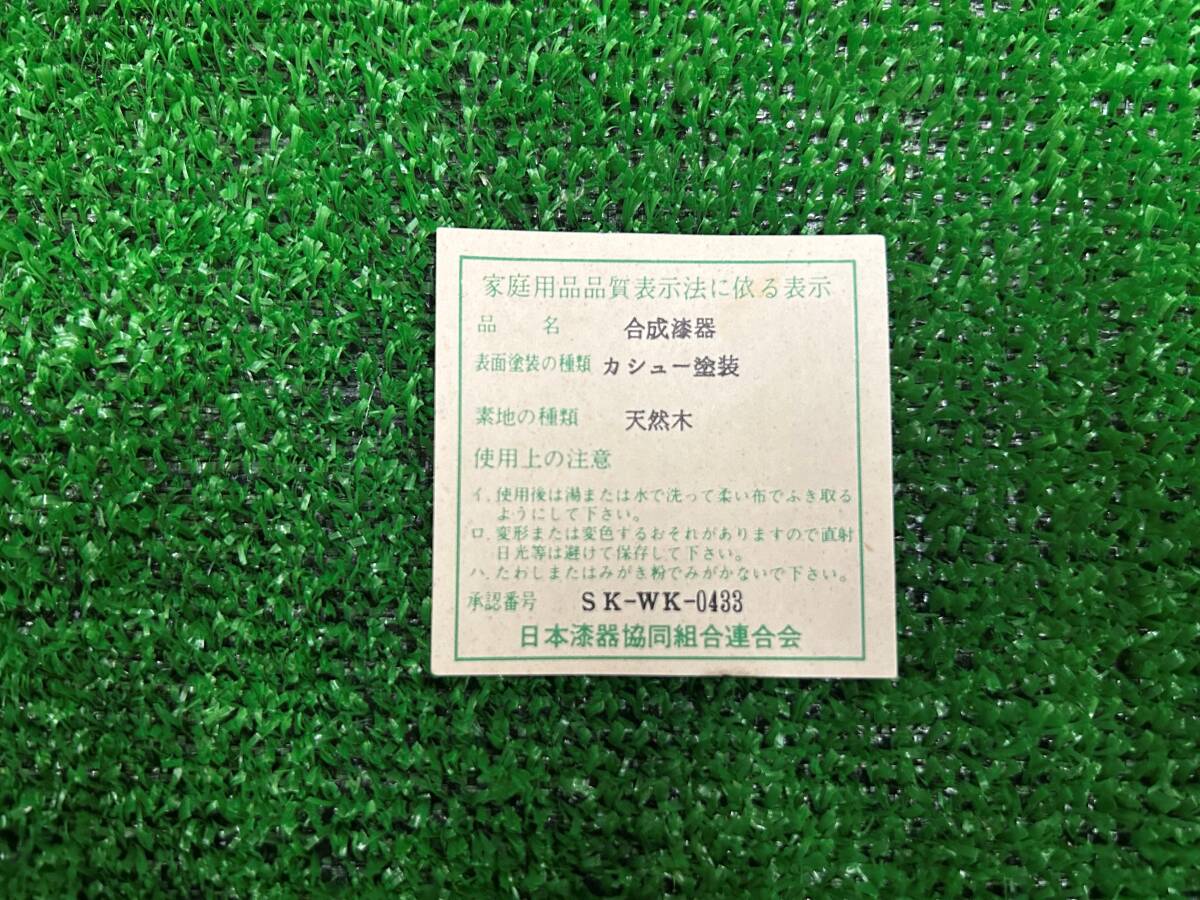 家庭用品品質表示法に依る表示
品 名 合成漆器
表面塗装の種類 カシュー塗装
素地の種類 天然木
使用上の注意
イ. 使用後は湯または水で洗って柔い布でふき取る
ようにして下さい。
ロ. 変形または変色するおそれがありますので直射
日光等は避けて保存して下さい。
ハ. たわしまたはみがき粉でみがかないで下さい。
承認番号 SK-WK-0433
日本漆器協同組合連合会